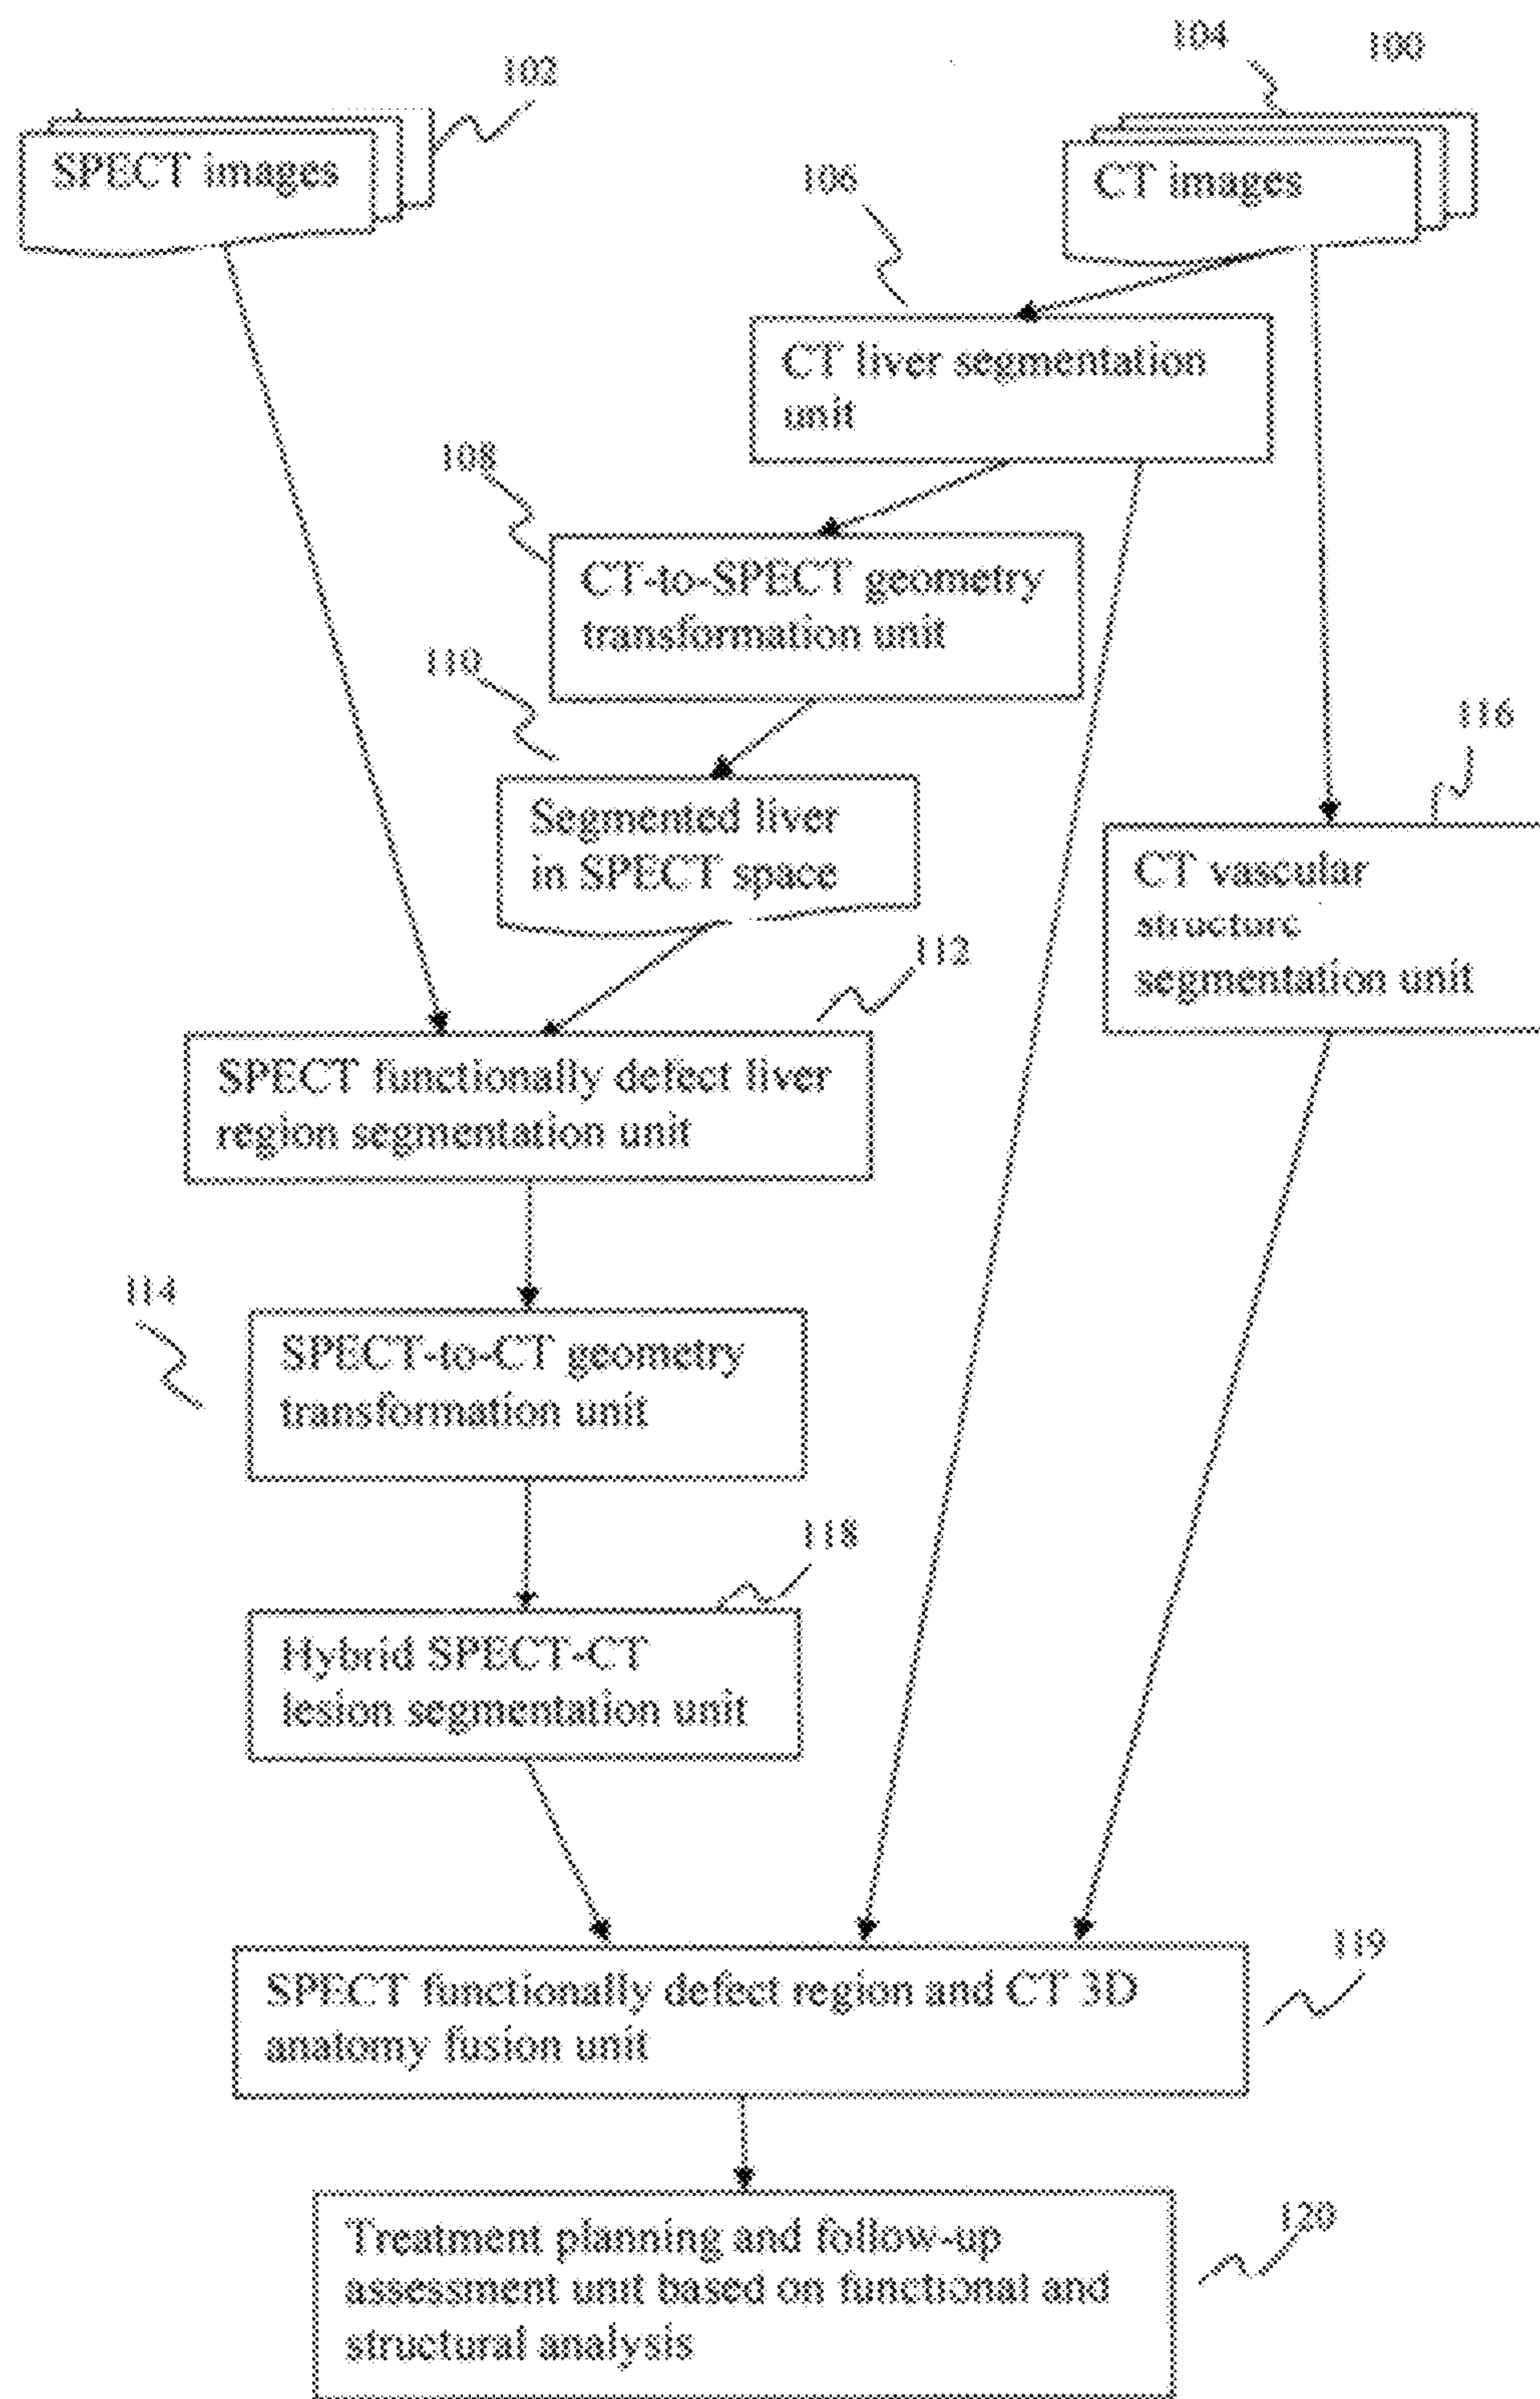 104
100
102
SPECT images
CT images
106
CT liver segmentation
unit
108
CT-to-SPECT geometry
transformation unit
110
116
Segmented liver
in SPECT space
CT vascular
structure
segmentation unit
112
SPECT functionally defect liver
region segmentation unit
114
SPECT-to-CT geometry
transformation unit
118
Hybrid SPECT-CT
lesion segmentation unit
119
SPECT functionally defect region and CT 3D
anatomy fusion unit
120
Treatment planning and follow-up
assessment unit based on functional and
structural analysis